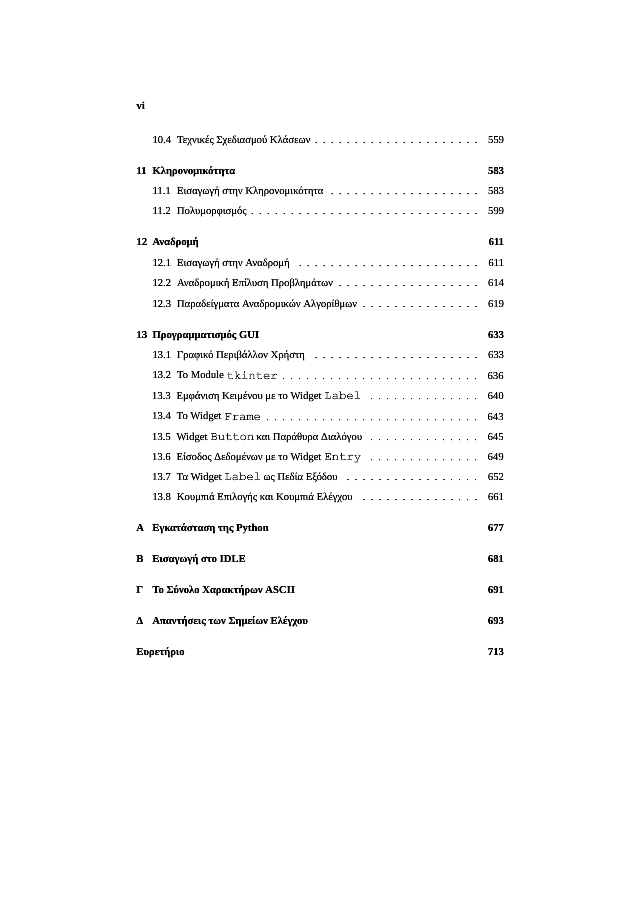 vi
10.4 Τεχνικές Σχεδιασμού Κλάσεων . . . . . . . . . . . . . . . . . . . . . 559
11 Κληρονομικότητα 583
11.1 Εισαγωγή στην Κληρονομικότητα . . . . . . . . . . . . . . . . . . . 583
11.2 Πολυμορφισμός . . . . . . . . . . . . . . . . . . . . . . . . . . . . . 599
12 Αναδρομή 611
12.1 Εισαγωγή στην Αναδρομή . . . . . . . . . . . . . . . . . . . . . . . 611
12.2 Αναδρομική Επίλυση Προβλημάτων . . . . . . . . . . . . . . . . . . 614
12.3 Παραδείγματα Αναδρομικών Αλγορίθμων . . . . . . . . . . . . . . . 619
13 Προγραμματισμός GUI 633
13.1 Γραφικό Περιβάλλον Χρήστη . . . . . . . . . . . . . . . . . . . . . 633
13.2 Το Module tkinter . . . . . . . . . . . . . . . . . . . . . . . . . 636
13.3 Εμφάνιση Κειμένου με το Widget Label . . . . . . . . . . . . . . 640
13.4 Το Widget Frame . . . . . . . . . . . . . . . . . . . . . . . . . . . 643
13.5 Widget Button και Παράθυρα Διαλόγου . . . . . . . . . . . . . . 645
13.6 Είσοδος Δεδομένων με το Widget Entry . . . . . . . . . . . . . . 649
13.7 Τα Widget Label ως Πεδία Εξόδου . . . . . . . . . . . . . . . . . 652
13.8 Κουμπιά Επιλογής και Κουμπιά Ελέγχου . . . . . . . . . . . . . . . 661
Α Εγκατάσταση της Python 677
Β Εισαγωγή στο IDLE 681
Γ Το Σύνολο Χαρακτήρων ASCII 691
Δ Απαντήσεις των Σημείων Ελέγχου 693
Ευρετήριο 713